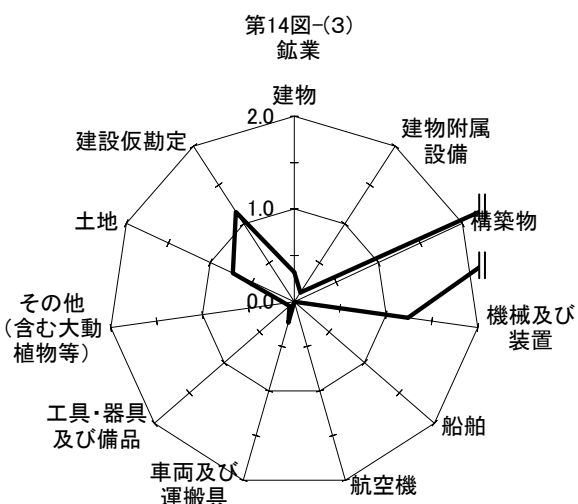 第14図-(3)
鉱業
建物
2.0
建設仮勘定
建物附属
設備
1.0
土地
構築物
0.0
その他
(含む大動
植物等)
機械及び
装置
工具・器具
及び備品
船舶
車両及び
運搬具
航空機